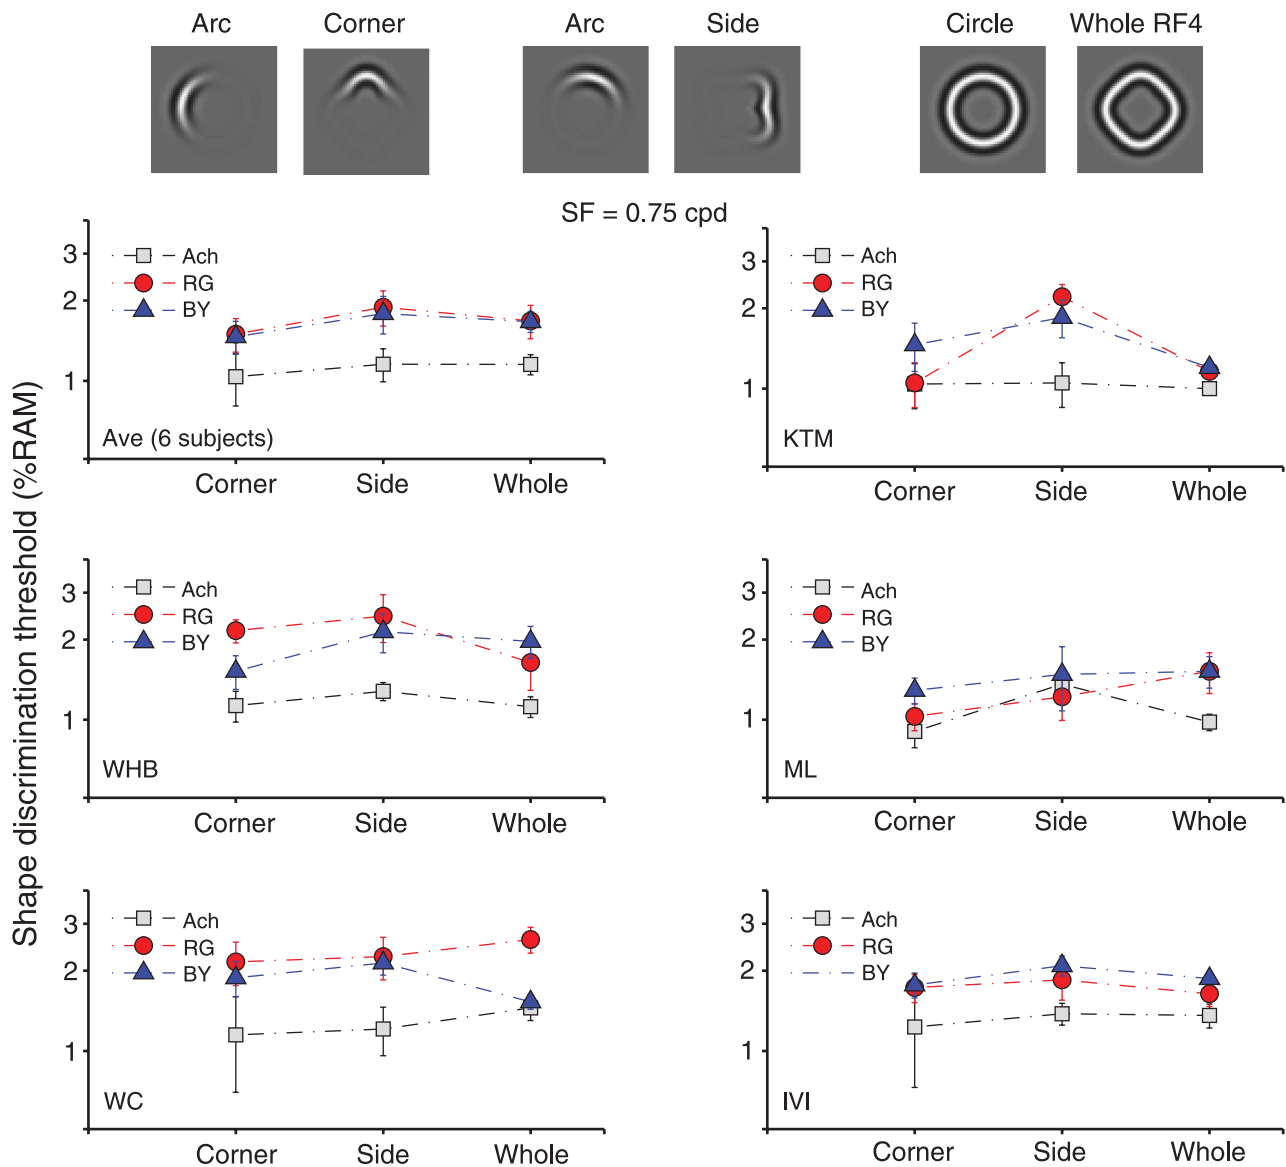 Arc Corner Arc Side Circle Whole RF4
SF = 0.75 cpd
Shape discrimination threshold (%RAM)
3
2
1
Ach
RG
BY
Ave (6 subjects)
Corner Side Whole
3
2
1
Ach
RG
BY
KTM
Corner Side Whole
3
2
1
Ach
RG
BY
WHB
Corner Side Whole
3
2
1
Ach
RG
BY
ML
Corner Side Whole
3
2
1
Ach
RG
BY
WC
Corner Side Whole
3
2
1
Ach
RG
BY
IVI
Corner Side Whole